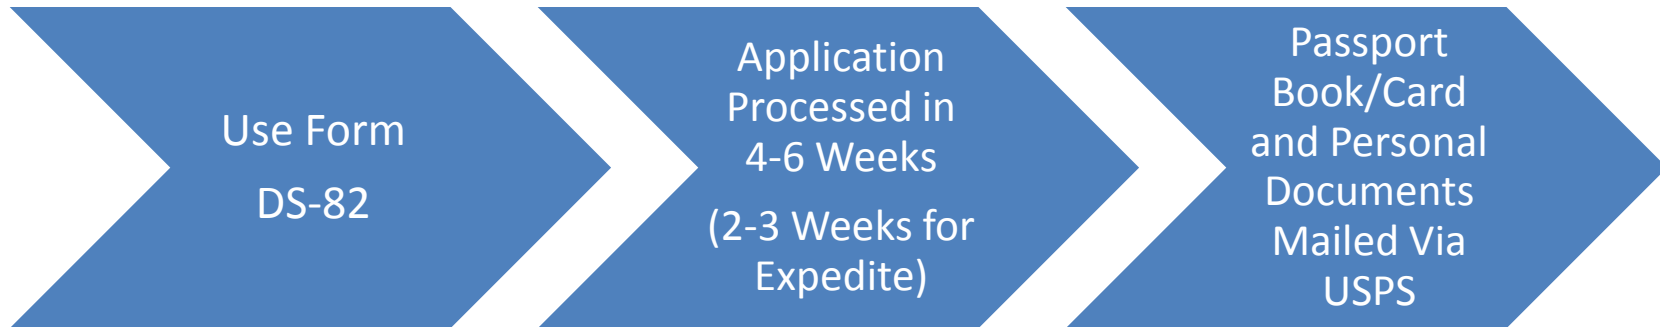 Use Form
DS-82
Application
Processed in
4-6 Weeks
(2-3 Weeks for
Expedite)
Passport
Book/Card
and Personal
Documents
Mailed Via
USPS